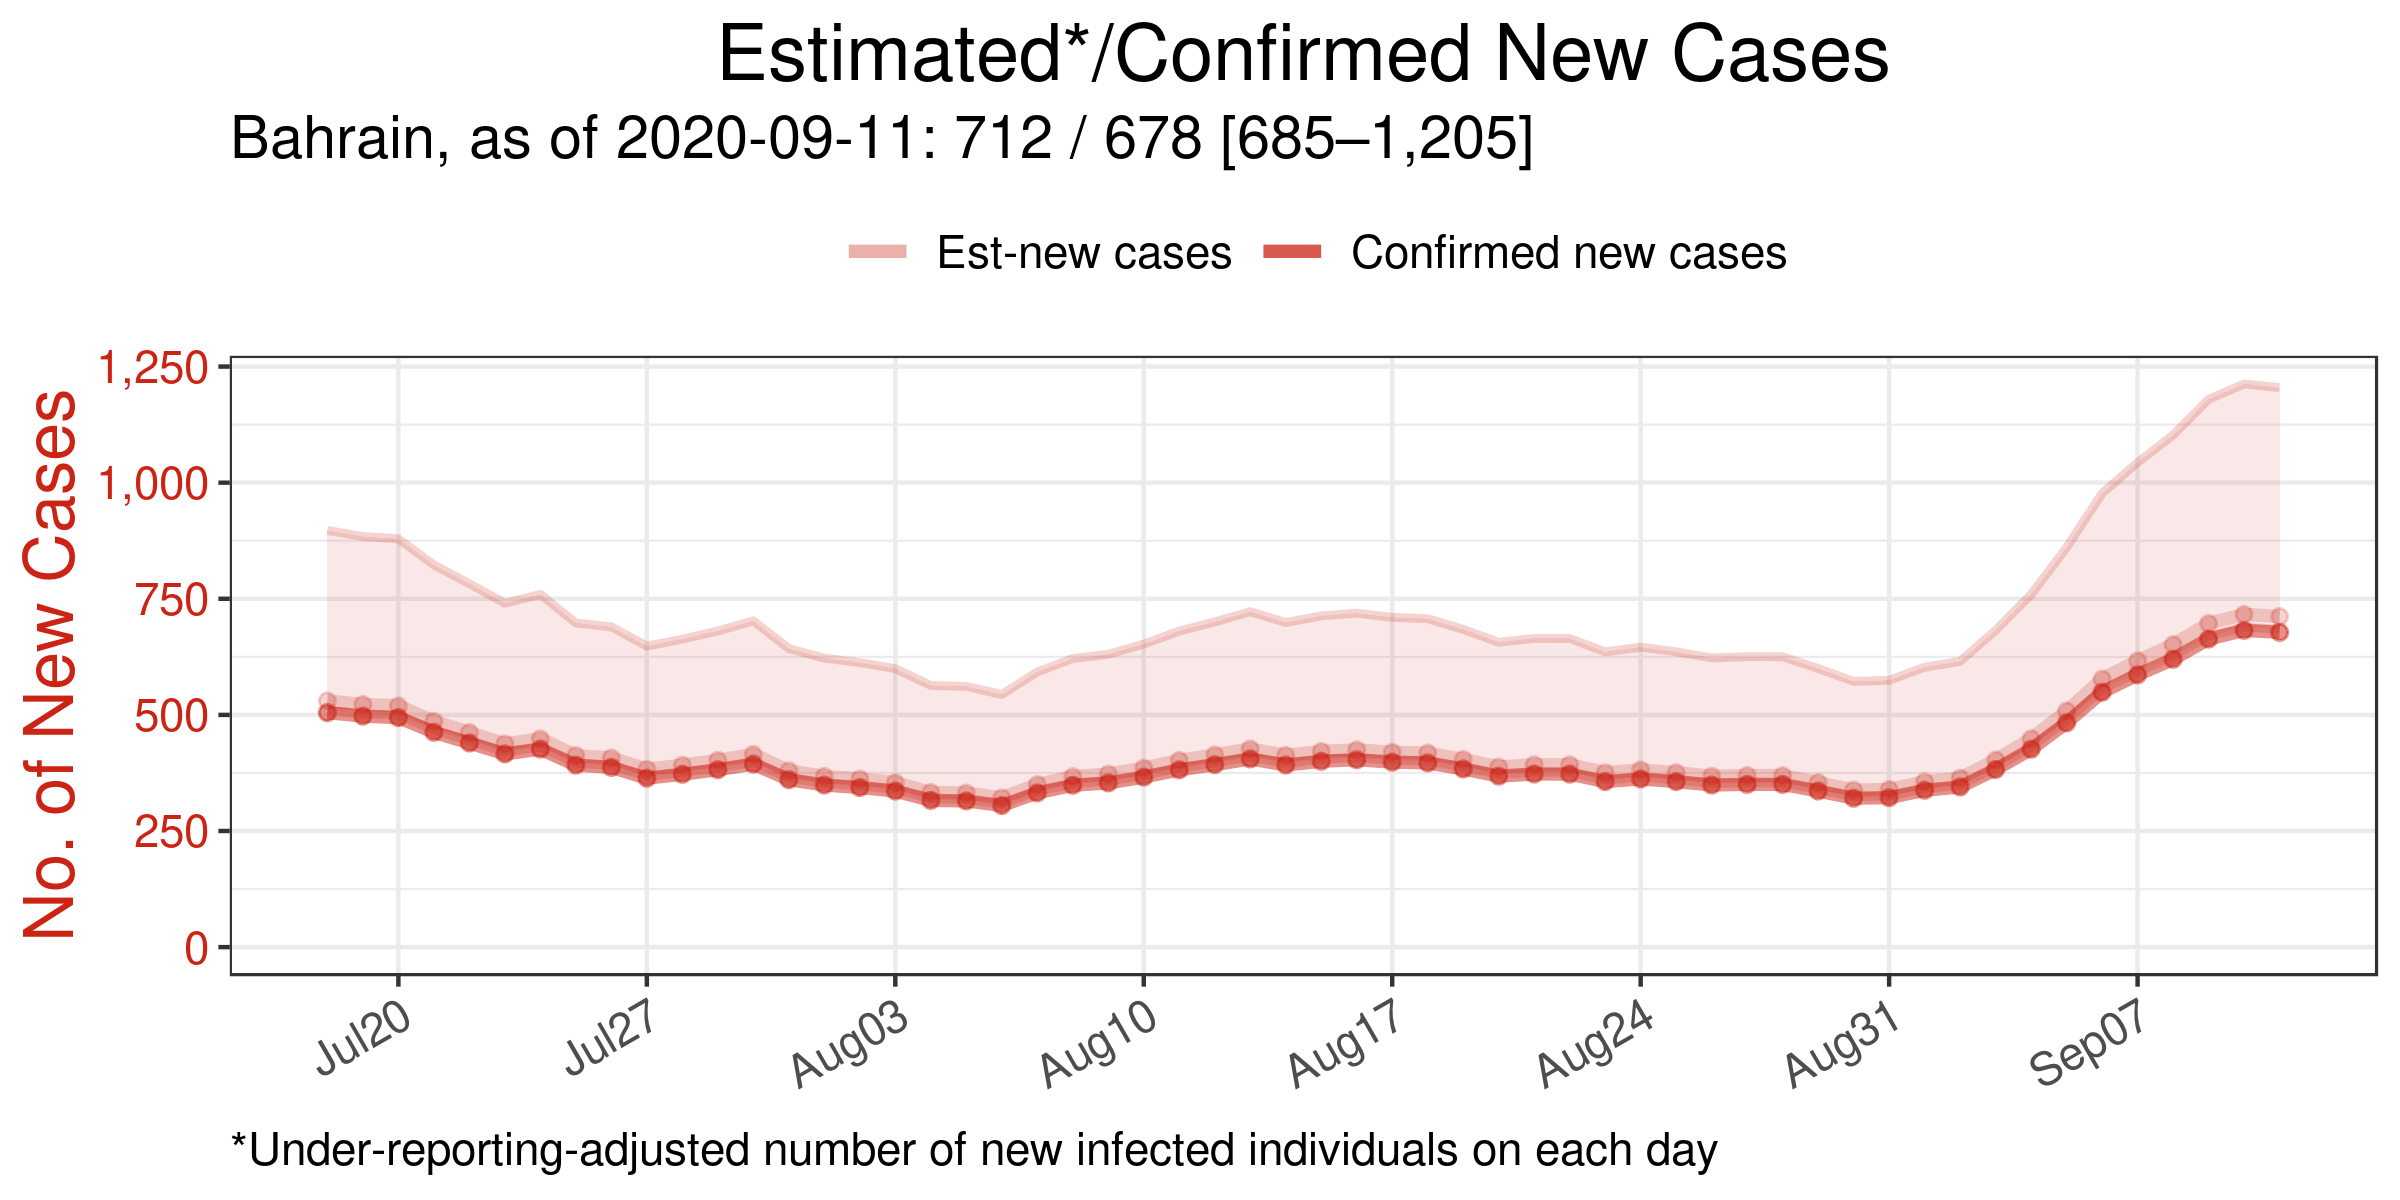 Estimated*/Confirmed New Cases
Bahrain, as of 2020-09-11: 712 / 678 [685–1,205]
Est-new cases
Confirmed new cases
No. of New Cases
1,250
1,000
750
500
250
0
Jul20
Jul27
Aug03
Aug10
Aug17
Aug24
Aug31
Sep07
*Under-reporting-adjusted number of new infected individuals on each day